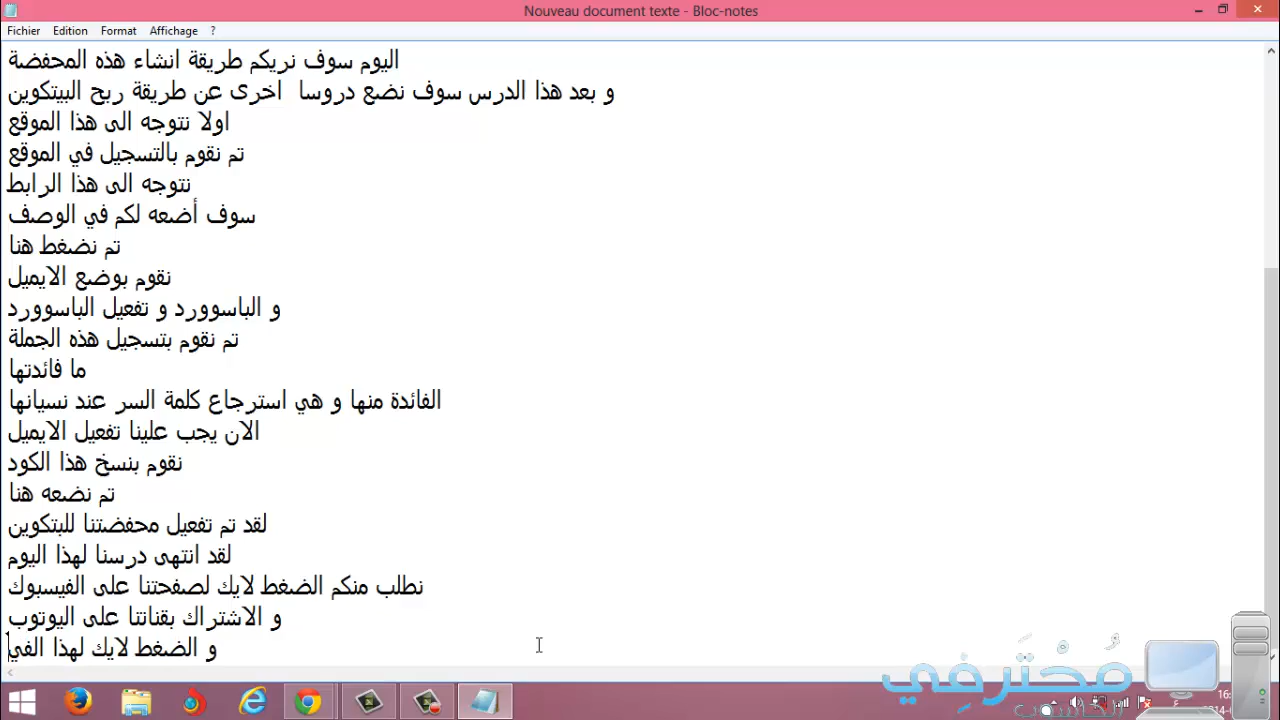 Nouveau document texte - Bloc-notes
Fichier Edition Format Affichage ?
اليوم سوف نريكم طريقة انشاء هذه المحفضة
و بعد هذا الدرس سوف نضع دروسا اخرى عن طريقة ربح البيتكوين
اولا نتوجه الى هذا الموقع
تم نقوم بالتسجيل في الموقع
نتوجه الى هذا الرابط
سوف أضعه لكم في الوصف
تم نضغط هنا
نقوم بوضع الايميل
و الباسوورد و تفعيل الباسوورد
تم نقوم بتسجيل هذه الجملة
ما فائدتها
الفائدة منها و هي استرجاع كلمة السر عند نسيانها
الان يجب علينا تفعيل الايميل
نقوم بنسخ هذا الكود
تم نضعه هنا
لقد تم تفعيل محفضتنا للبتكوين
لقد انتهى درسنا لهذا اليوم
نطلب منكم الضغط لايك لصفحتنا على الفيسبوك
و الاشتراك بقناتنا على اليوتوب
و الضغط لايك لهذا الفي
مُحْتَرفِي
الحاسوب